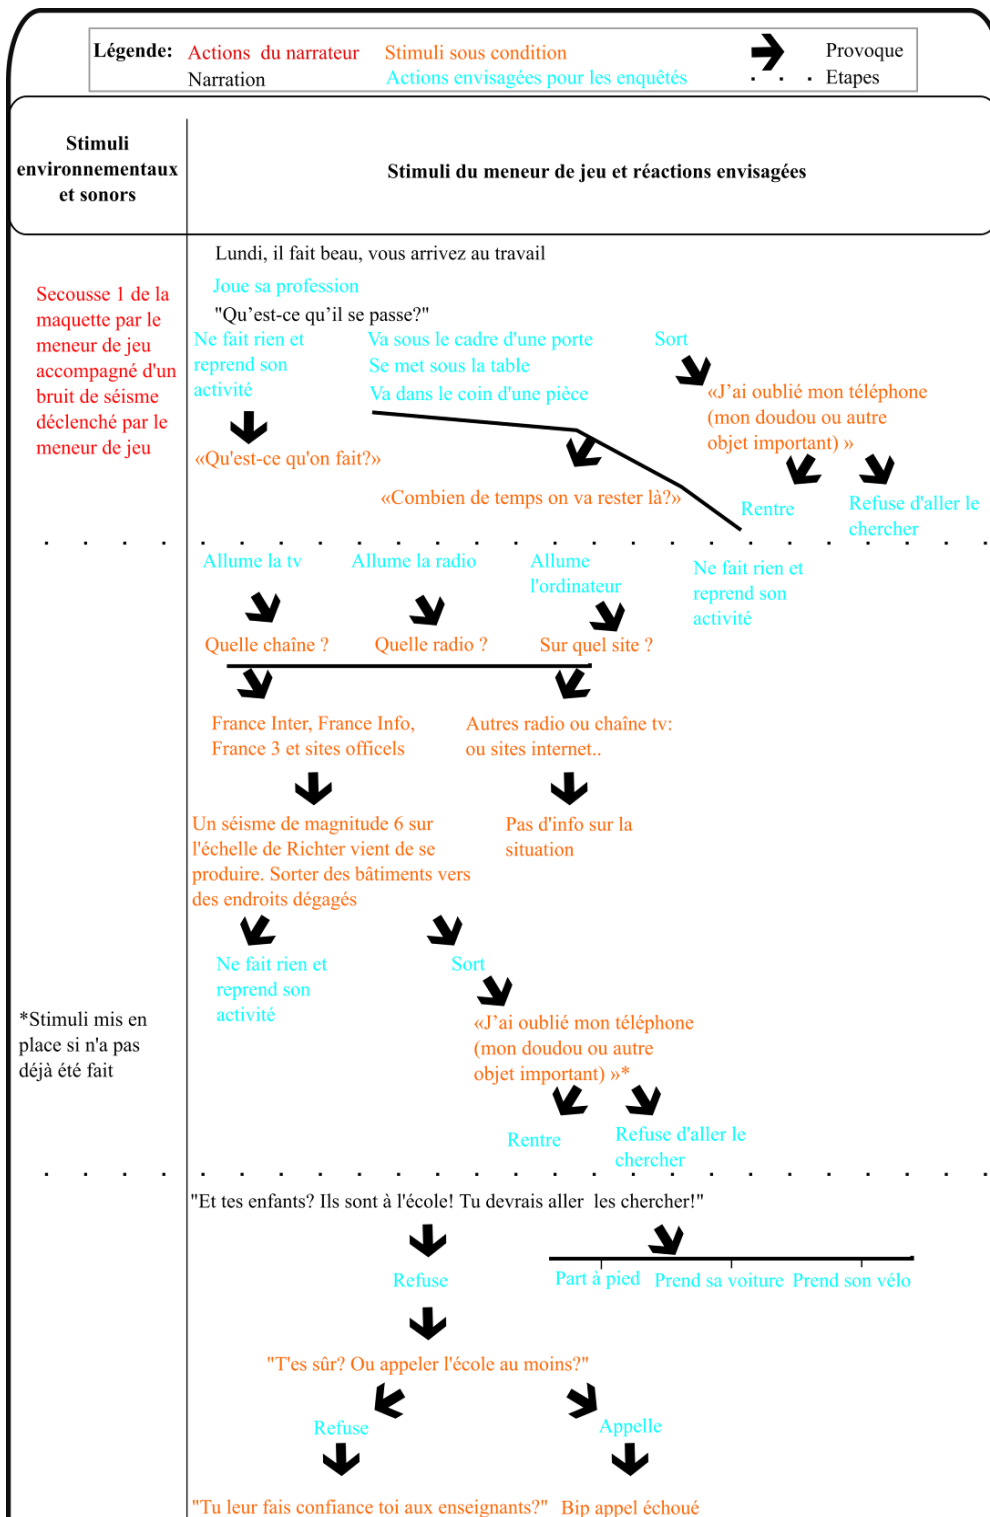 Légende: Actions du narrateur Stimuli sous condition Provoque
Narration Actions envisagées pour les enquêtés Etapes
Stimuli
environnementaux
et sonors
Stimuli du meneur de jeu et réactions envisagées
Lundi, il fait beau, vous arrivez au travail
Joue sa profession
"Qu'est-ce qu'il se passe?"
Secousse 1 de la
maquette par le
meneur de jeu
accompagné d'un
bruit de séisme
déclenché par le
meneur de jeu
Ne fait rien et
reprend son
activité
Va sous le cadre d'une porte
Se met sous la table
Va dans le coin d'une pièce
Sort
«Qu'est-ce qu'on fait?»
«Combien de temps on va rester là?»
«J'ai oublié mon téléphone
(mon doudou ou autre
objet important) »
Rentre
Refuse d'aller le
chercher
Allume la tv
Allume la radio
Allume
l'ordinateur
Ne fait rien et
reprend son
activité
Quelle chaîne ?
Quelle radio ?
Sur quel site ?
France Inter, France Info,
France 3 et sites officels
Autres radio ou chaîne tv:
ou sites internet..
Un séisme de magnitude 6 sur
l'échelle de Richter vient de se
produire. Sorter des bâtiments vers
des endroits dégagés
Pas d'info sur la
situation
Ne fait rien et
reprend son
activité
Sort
*Stimuli mis en
place si n'a pas
déjà été fait
«J'ai oublié mon téléphone
(mon doudou ou autre
objet important) »*
Rentre
Refuse d'aller le
chercher
"Et tes enfants? Ils sont à l'école! Tu devrais aller les chercher!"
Refuse
Part à pied
Prend sa voiture
Prend son vélo
"T'es sûr? Ou appeler l'école au moins?"
Refuse
Appelle
"Tu leur fais confiance toi aux enseignants?"
Bip appel échoué